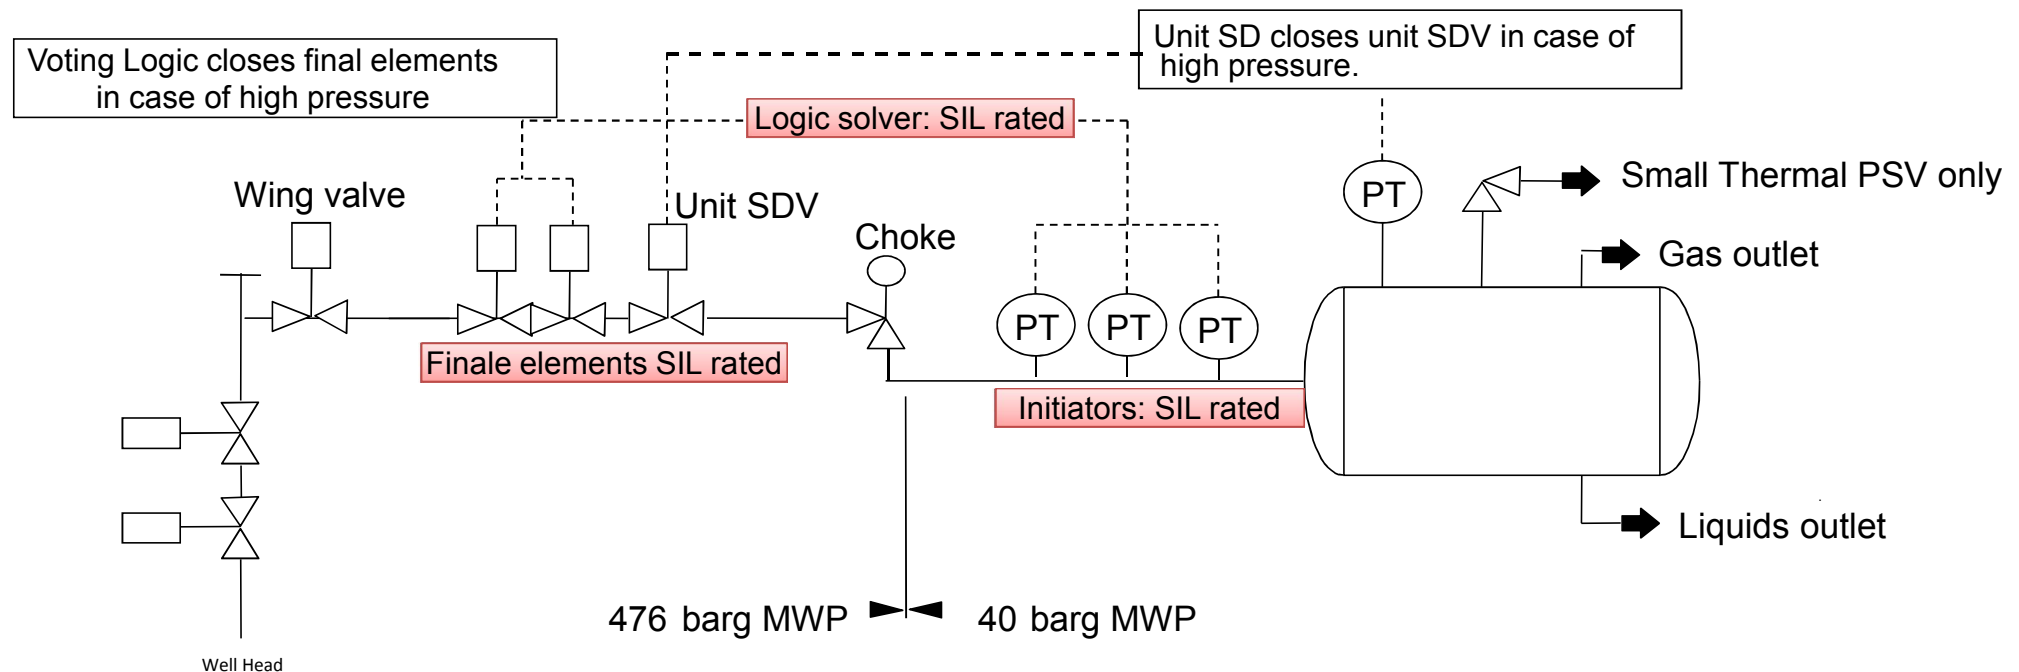 Unit SD closes unit SDV in case of
high pressure.
Voting Logic closes final elements
in case of high pressure
Logic solver: SIL rated
Small Thermal PSV only
PT
Wing valve
Unit SDV
Choke
Gas outlet
PT
PT
PT
Finale elements SIL rated
Initiators: SIL rated
Liquids outlet
476 barg MWP
40 barg MWP
Well Head